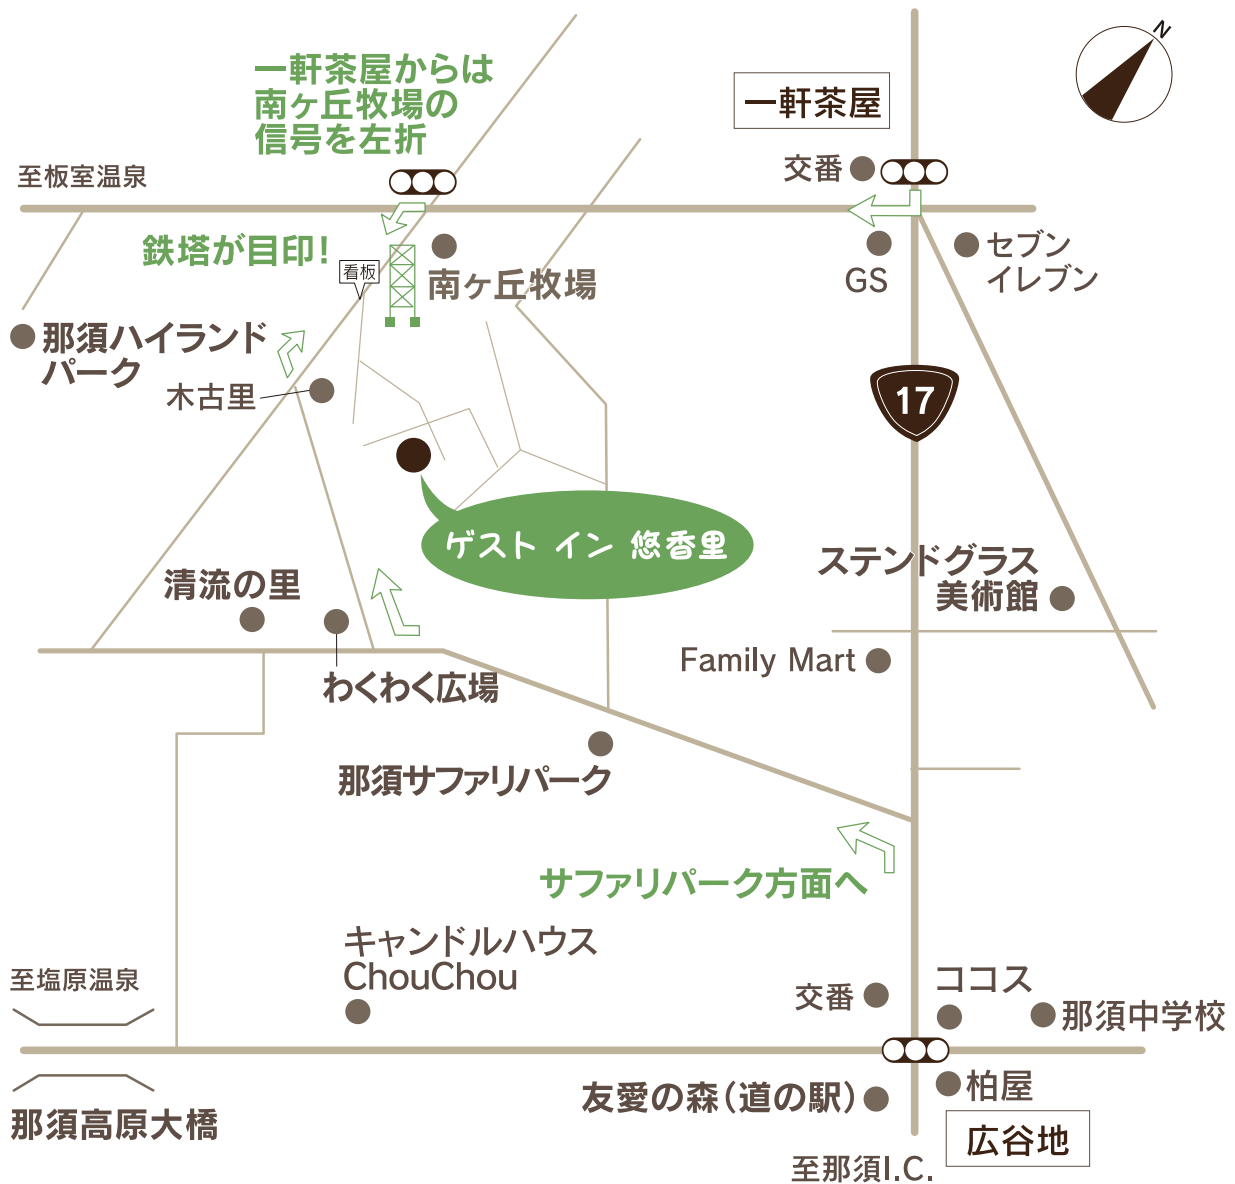 一軒茶屋からは
南ヶ丘牧場の
信号を左折
N
一軒茶屋
交番
至板室温泉
鉄塔が目印!
看板
南ヶ丘牧場
GS
セブン
イレブン
那須ハイランド
パーク
木古里
17
ゲスト イン 悠香里
ステンドグラス
美術館
清流の里
Family Mart
わくわく広場
那須サファリパーク
サファリパーク方面へ
キャンドルハウス
ChouChou
至塩原温泉
交番
ココス
那須中学校
友愛の森(道の駅)
柏屋
那須高原大橋
広谷地
至那須I.C.